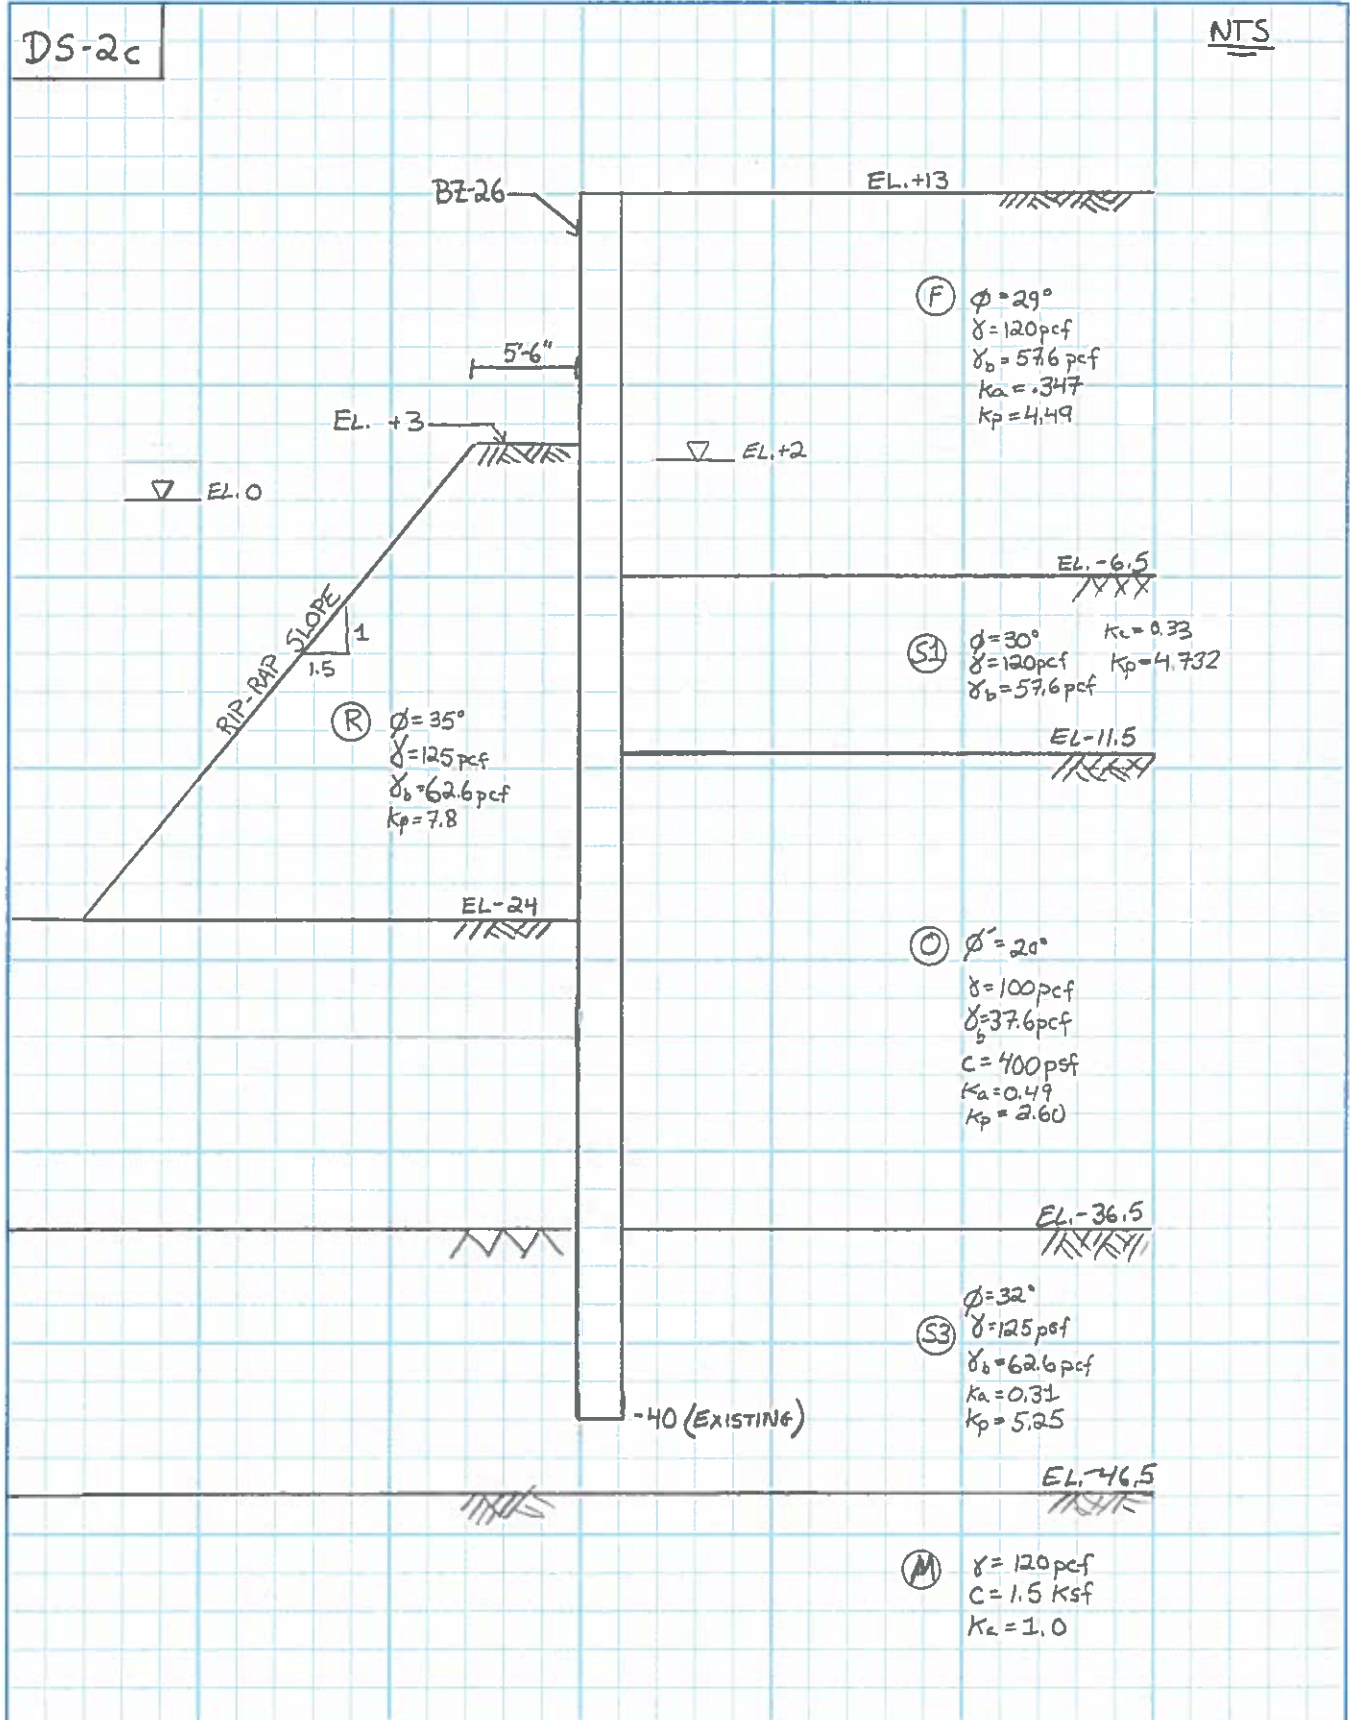 DS-2c
NTS
EL.+13
BZ-26
F
ϕ=29°
γ=120pcf
γb=57.6 pcf
Ka=.347
Kp=4.49
5'-6"
EL. +3
EL.+2
EL.0
EL.-6.5
RIP-RAP SLOPE
1
1.5
S1
ϕ=30°
γ=120pcf
γb=57.6pcf
Ka=0.33
Kp=4.732
R
ϕ=35°
γ=125pcf
γb=62.6pcf
Kp=7.8
EL-11.5
EL-24
O
ϕ'=20°
γ=100pcf
γb=37.6pcf
C=400psf
Ka=0.49
Kp=2.60
EL.-36.5
S3
ϕ=32°
γ=125psf
γb=62.6pcf
Ka=0.31
Kp=5.25
-40 (EXISTING)
EL.-46.5
M
γ=120pcf
C=1.5 Ksf
Ka=1.0